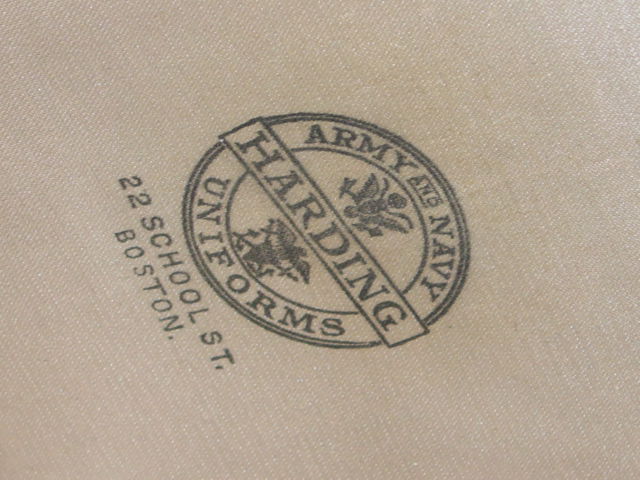 ARMY AND NAVY
HARDING
UNIFORMS
22 SCHOOL ST.
BOSTON.